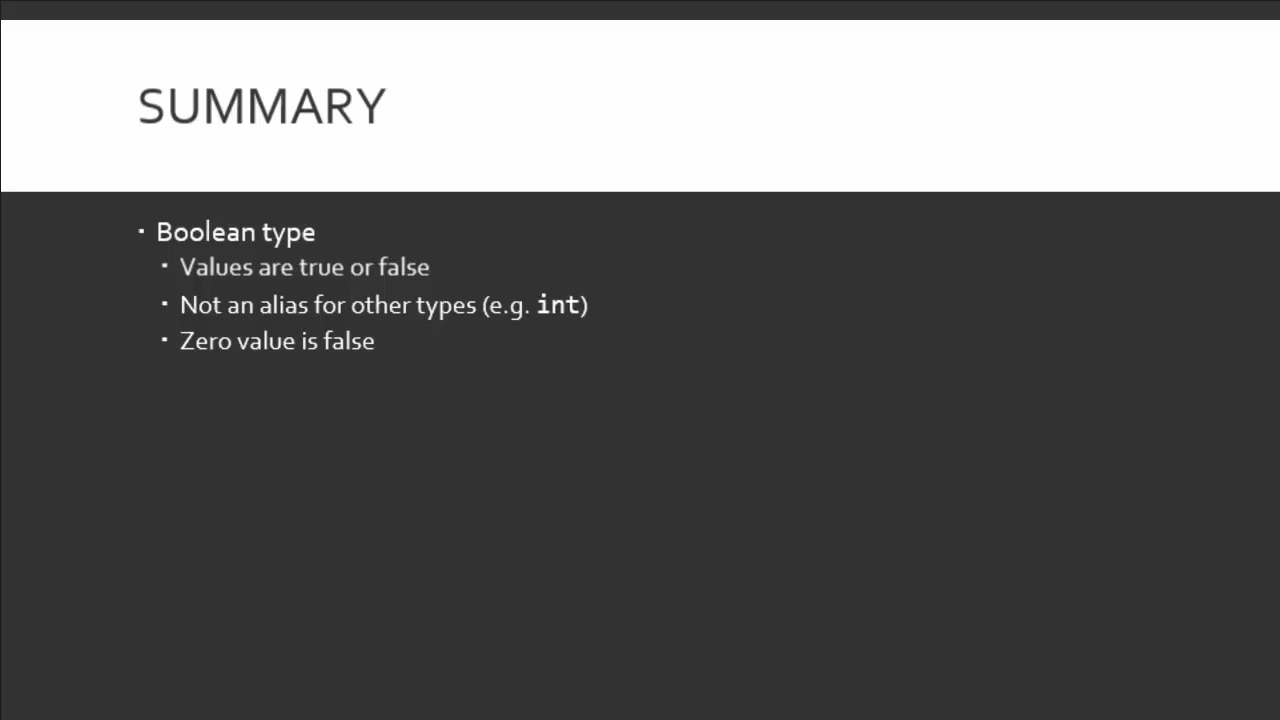 SUMMARY
▪ Boolean type
▪ Values are true or false
▪ Not an alias for other types (e.g. int)
▪ Zero value is false